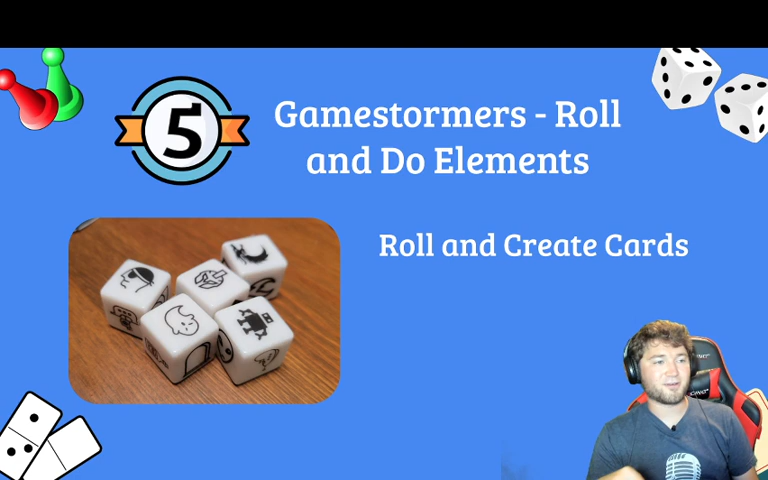 5
Gamestormers - Roll
and Do Elements
Roll and Create Cards